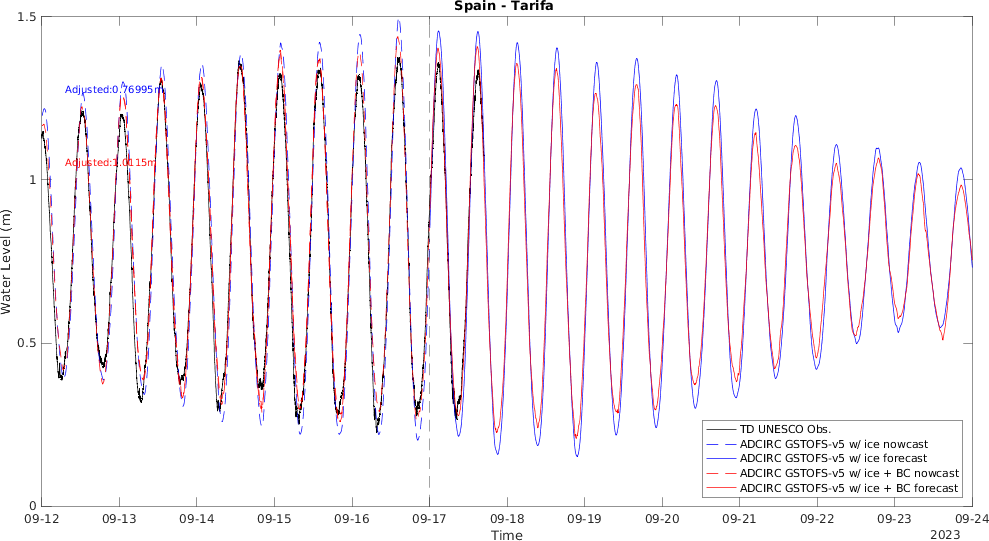 Spain - Tarifa
1.5
1
0.5
0
Water Level (m)
Adjusted:0.76995m
Adjusted:1.0115m
TD UNESCO Obs.
ADCIRC GSTOFS-v5 w/ ice nowcast
ADCIRC GSTOFS-v5 w/ ice forecast
ADCIRC GSTOFS-v5 w/ ice + BC nowcast
ADCIRC GSTOFS-v5 w/ ice + BC forecast
09-12 09-13 09-14 09-15 09-16 09-17 09-18 09-19 09-20 09-21 09-22 09-23 09-24
Time
2023